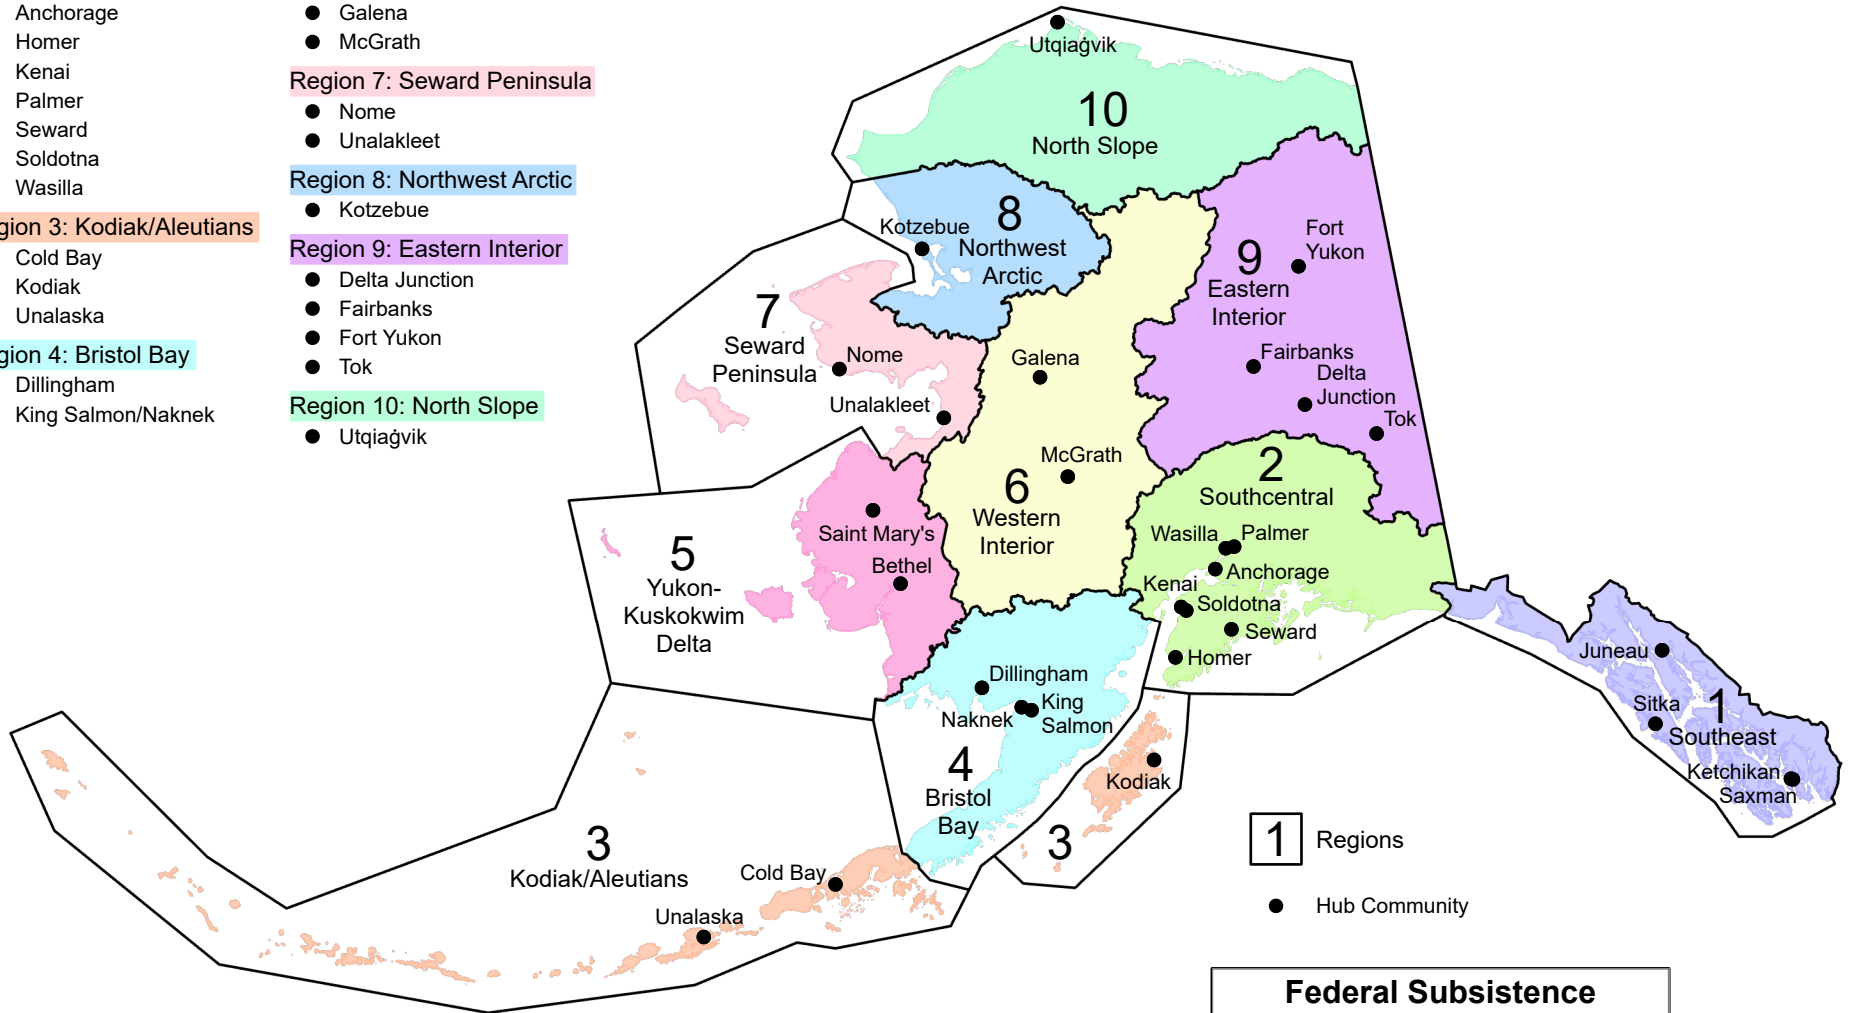 Anchorage
Homer
Kenai
Palmer
Seward
Soldotna
Wasilla
gion 3: Kodiak/Aleutians
Cold Bay
Kodiak
Unalaska
gion 4: Bristol Bay
Dillingham
King Salmon/Naknek
Galena
McGrath
Region 7: Seward Peninsula
Nome
Unalakleet
Region 8: Northwest Arctic
Kotzebue
Region 9: Eastern Interior
Delta Junction
Fairbanks
Fort Yukon
Tok
Region 10: North Slope
Utqiaġvik
Utqiaġvik
10
North Slope
Kotzebue
8
Northwest
Arctic
Fort
Yukon
9
Eastern
Interior
7
Seward
Peninsula
Nome
Unalakleet
Galena
Fairbanks
Delta
Junction
Tok
McGrath
6
Western
Interior
2
Southcentral
Wasilla
Palmer
Anchorage
Kenai
Soldotna
Seward
Homer
5
Yukon-
Kuskokwim
Delta
Saint Mary's
Bethel
Dillingham
Naknek
King
Salmon
4
Bristol
Bay
Kodiak
3
3
Kodiak/Aleutians
Cold Bay
Unalaska
Juneau
Sitka
1
Southeast
Ketchikan
Saxman
1
Regions
Hub Community
Federal Subsistence